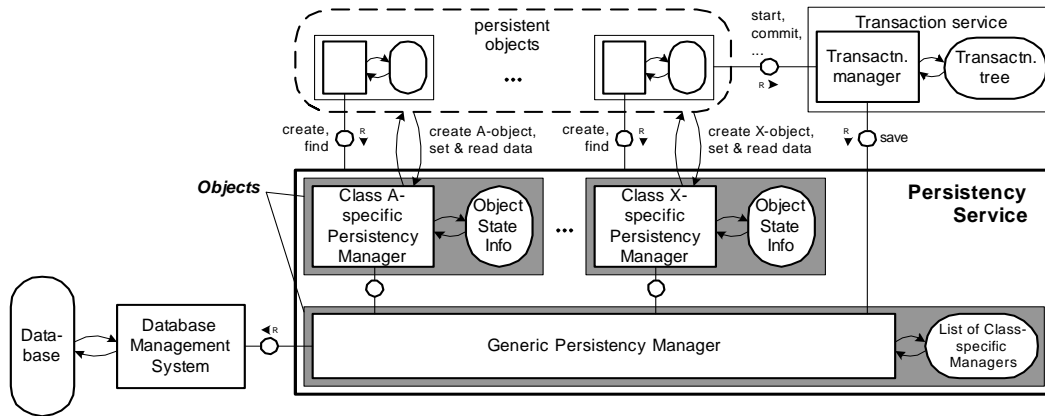 persistent
objects
...
start,
commit,
...
R
Transaction service
Transactn.
manager
Transactn.
tree
create,
find
R
create A-object,
set & read data
create,
find
R
create X-object,
set & read data
R
save
Objects
Class A-
specific
Persistency
Manager
Object
State
Info
...
Class X-
specific
Persistency
Manager
Object
State
Info
Persistency
Service
Data-
base
Database
Management
System
R
Generic Persistency Manager
List of Class-
specific
Managers